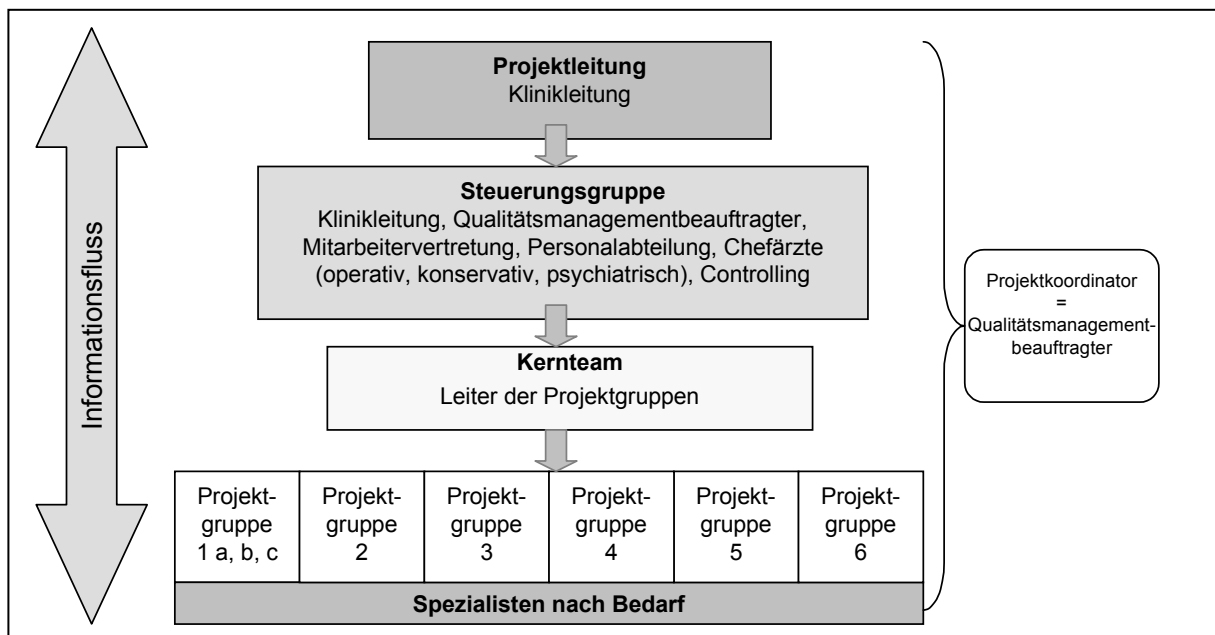 Informationsfluss
Projektleitung
Klinikleitung
Steuerungsgruppe
Klinikleitung, Qualitätsmanagementbeauftragter,
Mitarbeitervertretung, Personalabteilung, Chefärzte
(operativ, konservativ, psychiatrisch), Controlling
Kernteam
Leiter der Projektgruppen
Projekt-
gruppe
1 a, b, c
Projekt-
gruppe
2
Projekt-
gruppe
3
Projekt-
gruppe
4
Projekt-
gruppe
5
Projekt-
gruppe
6
Spezialisten nach Bedarf
Projektkoordinator
=
Qualitätsmanagement-
beauftragter